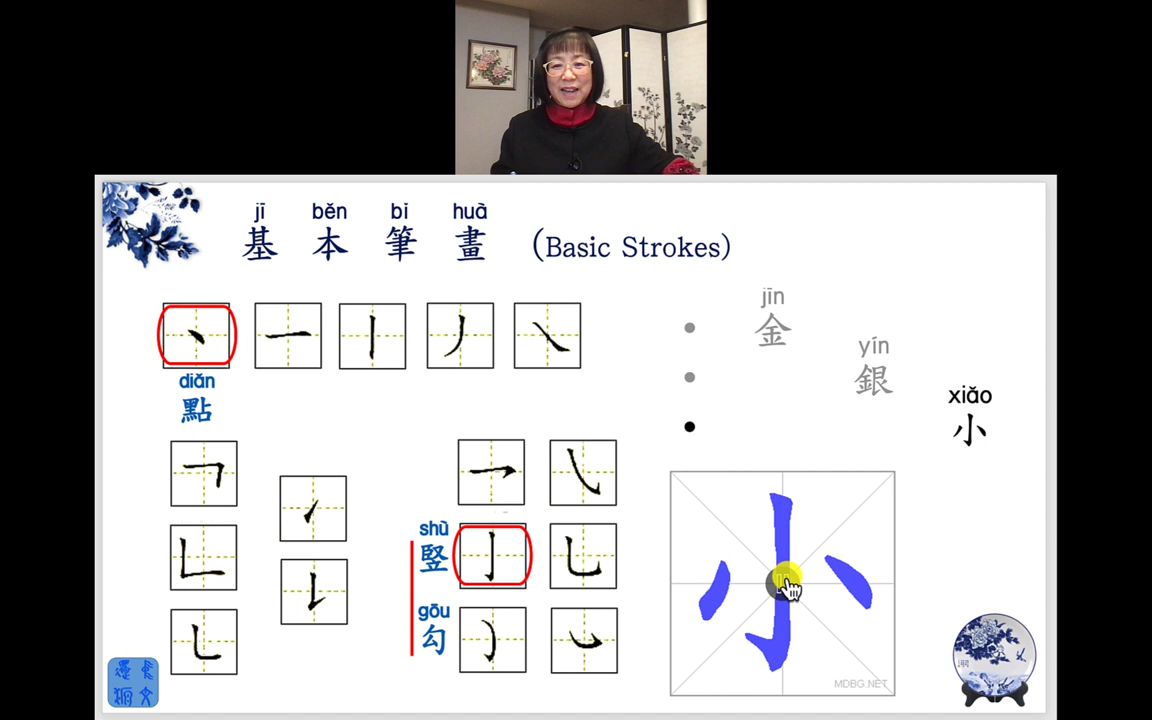 jī běn bǐ huà
基 本 筆 畫 (Basic Strokes)
jīn
金
yín
銀
xiǎo
小
diǎn
點
shù
竪
gōu
勾
小
MDBG.NET